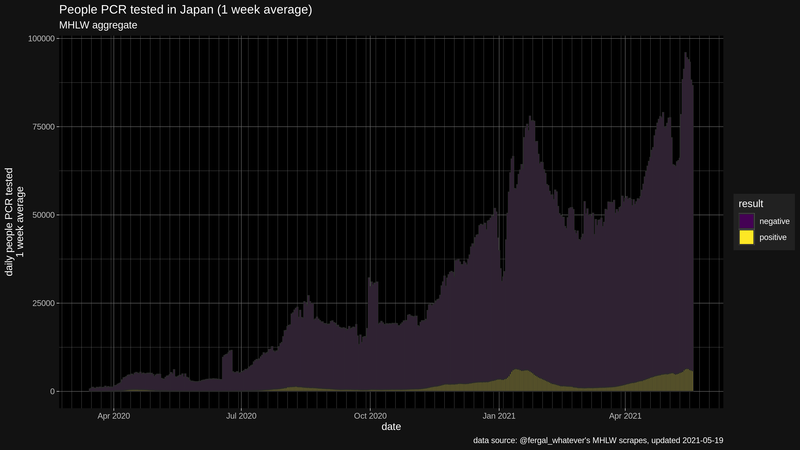 People PCR tested in Japan (1 week average)
MHLW aggregate
100000
75000
50000
25000
0
daily people PCR tested
1 week average
Apr 2020
Jul 2020
Oct 2020
Jan 2021
Apr 2021
date
result
negative
positive
data source: @fergal_whatever's MHLW scrapes, updated 2021-05-19